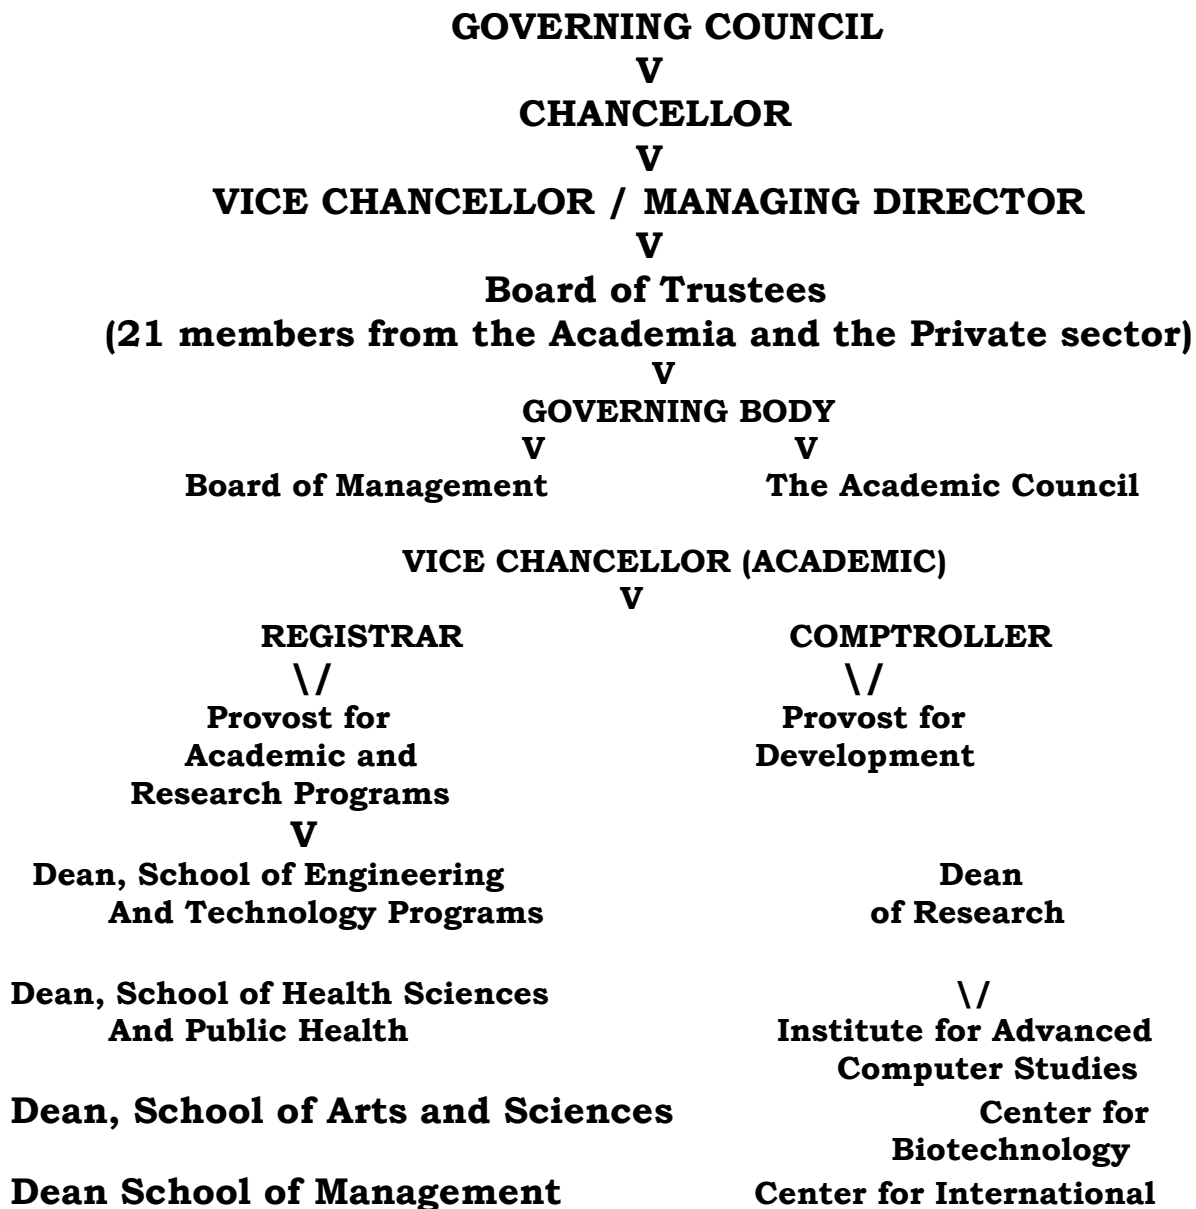 GOVERNING COUNCIL
V
CHANCELLOR
V
VICE CHANCELLOR / MANAGING DIRECTOR
V
Board of Trustees
(21 members from the Academia and the Private sector)
V
GOVERNING BODY
V V
Board of Management The Academic Council
VICE CHANCELLOR (ACADEMIC)
V
REGISTRAR COMPTROLLER
\/ \/
Provost for Provost for
Academic and Development
Research Programs
V
Dean, School of Engineering Dean
And Technology Programs of Research
Dean, School of Health Sciences \/
And Public Health Institute for Advanced
Computer Studies
Dean, School of Arts and Sciences Center for
Biotechnology
Dean School of Management Center for International